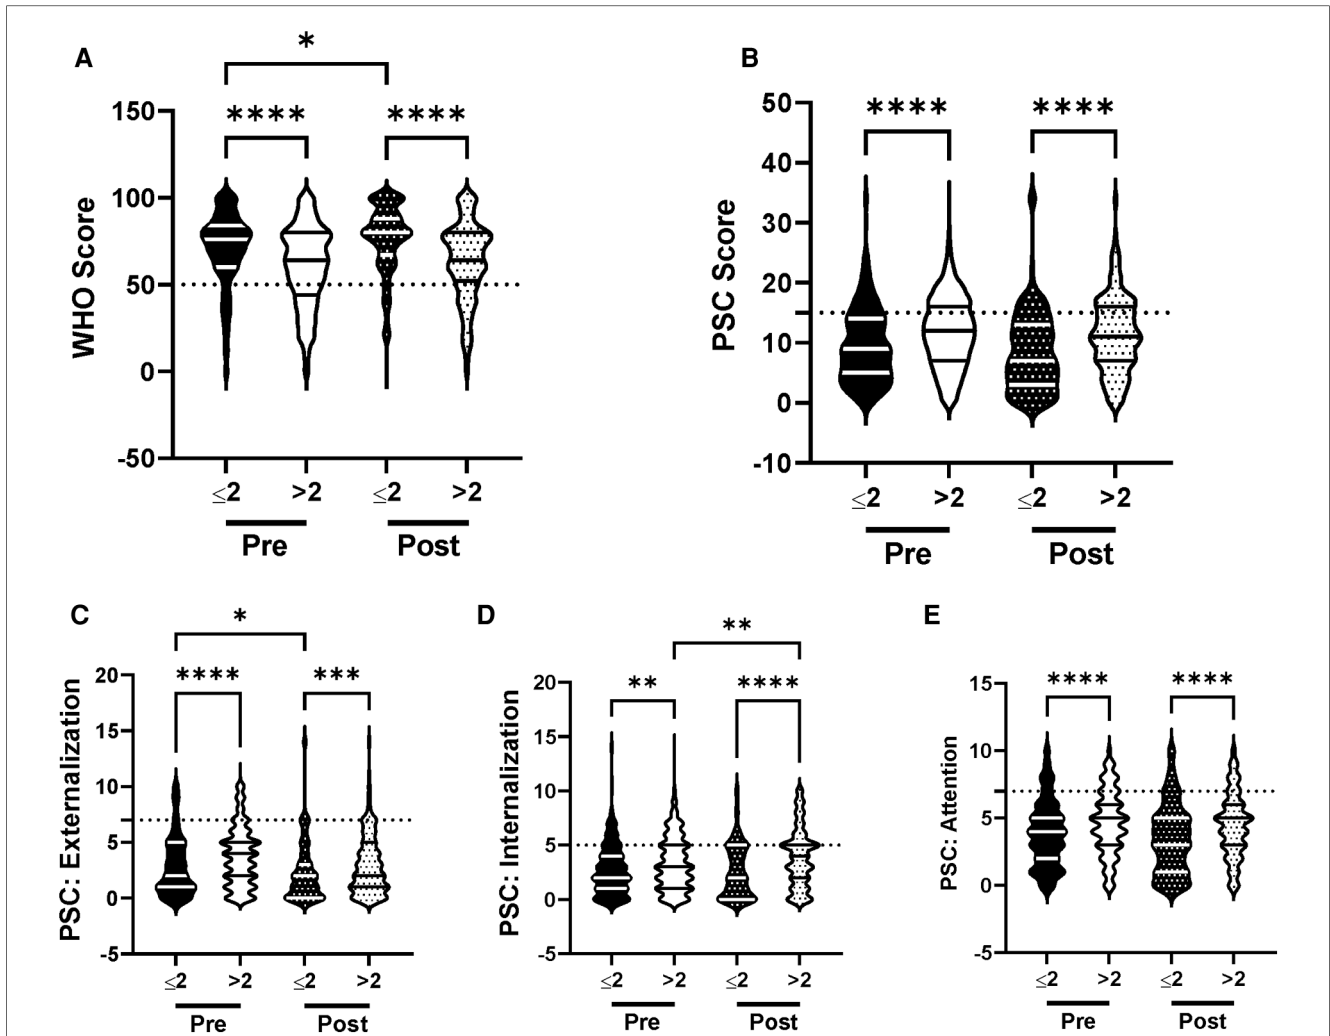 A
*
150
**** ****
100
50
0
-50
WHO Score
≤2 >2 ≤2 >2
Pre Post
B
50
**** ****
40
30
20
10
0
-10
PSC Score
≤2 >2 ≤2 >2
Pre Post
C
*
20
**** ***
15
10
5
0
-5
PSC: Externalization
≤2 >2 ≤2 >2
Pre Post
D
**
20
** ****
15
10
5
0
-5
PSC: Internalization
≤2 >2 ≤2 >2
Pre Post
E
15
**** ****
10
5
0
-5
PSC: Attention
≤2 >2 ≤2 >2
Pre Post